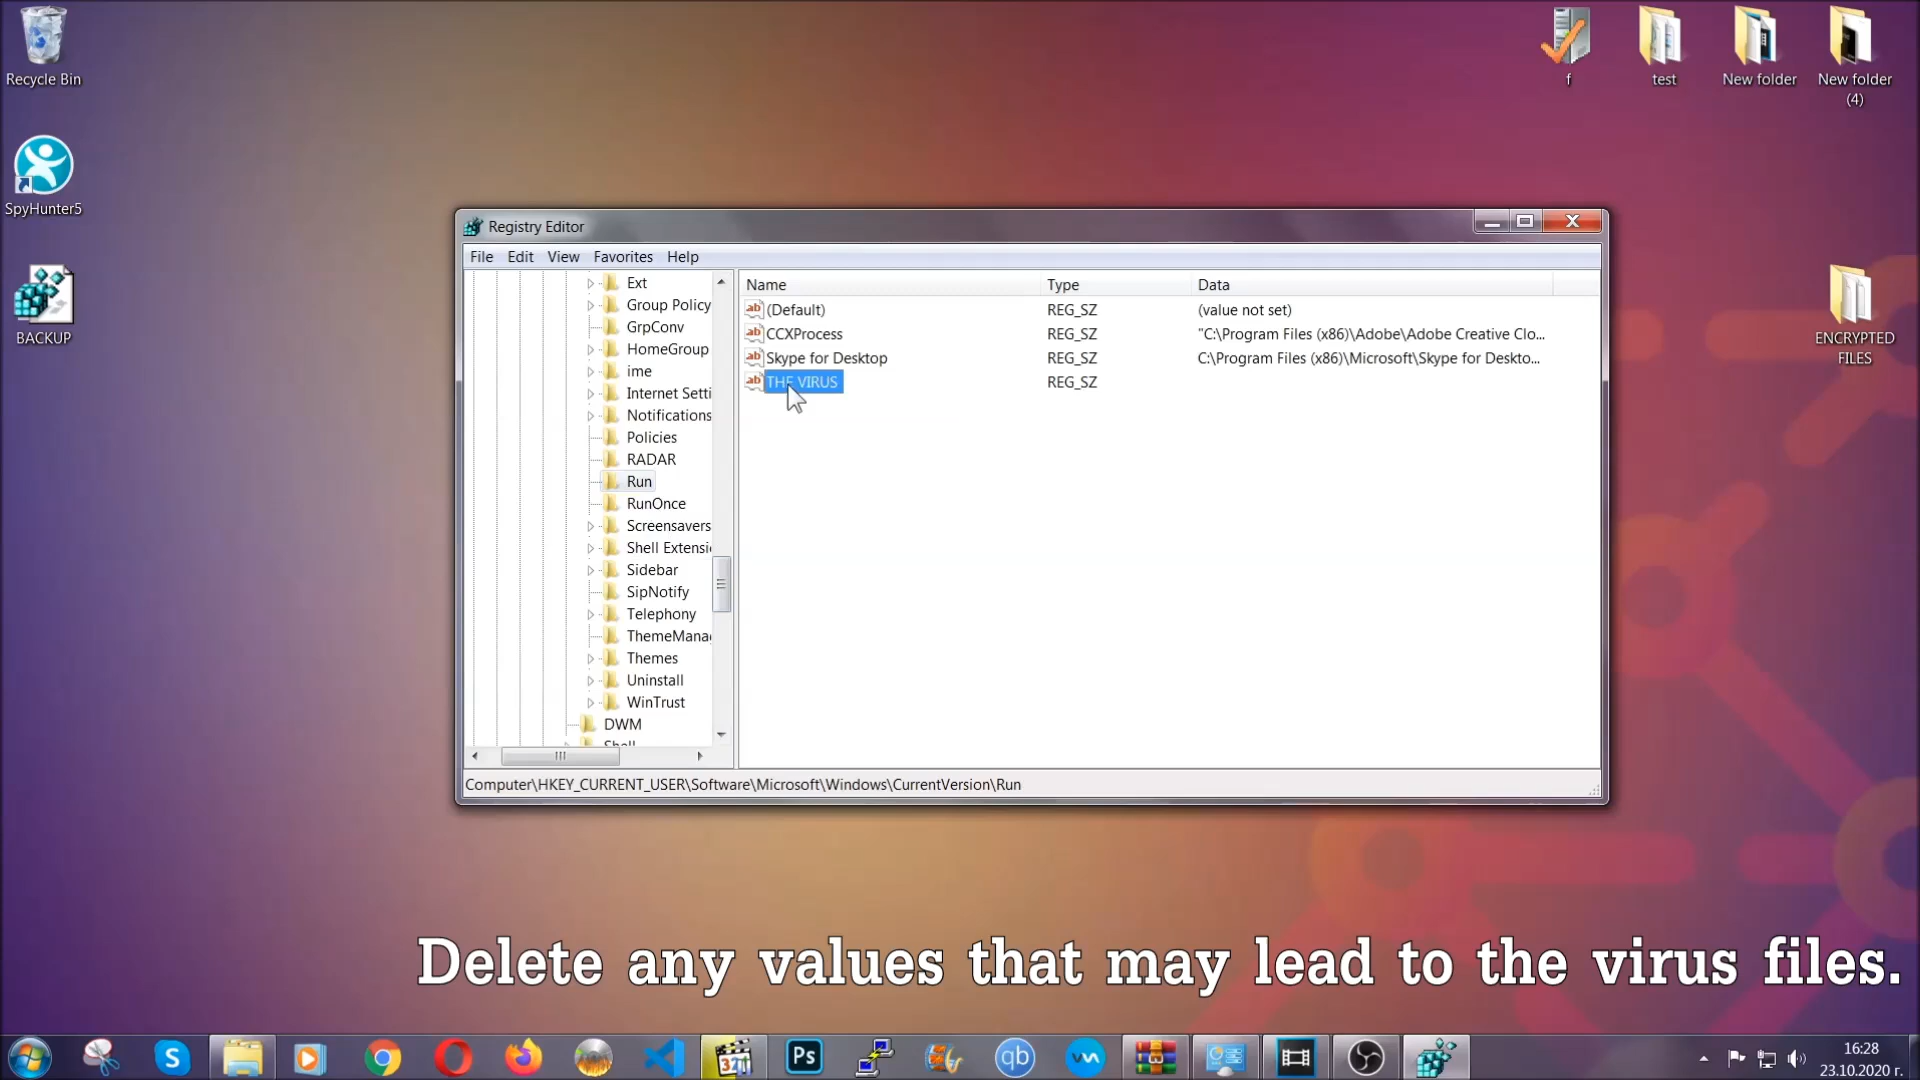 Recycle Bin
SpyHunter5
BACKUP
f
test
New folder
New folder
(4)
ENCRYPTED
FILES
Registry Editor
File Edit View Favorites Help
Ext
Group Policy
GrpConv
HomeGroup
ime
Internet Setti
Notifications
Policies
RADAR
Run
RunOnce
Screensavers
Shell Extensi
Sidebar
SipNotify
Telephony
ThemeManag
Themes
Uninstall
WinTrust
DWM
Shell
Name Type Data
(Default) REG_SZ (value not set)
CCXProcess REG_SZ "C:\Program Files (x86)\Adobe\Adobe Creative Clo...
Skype for Desktop REG_SZ C:\Program Files (x86)\Microsoft\Skype for Deskto...
THE VIRUS REG_SZ
Computer\HKEY_CURRENT_USER\Software\Microsoft\Windows\CurrentVersion\Run
Delete any values that may lead to the virus files.
S
321
Ps
qb
16:28
23.10.2020 г.